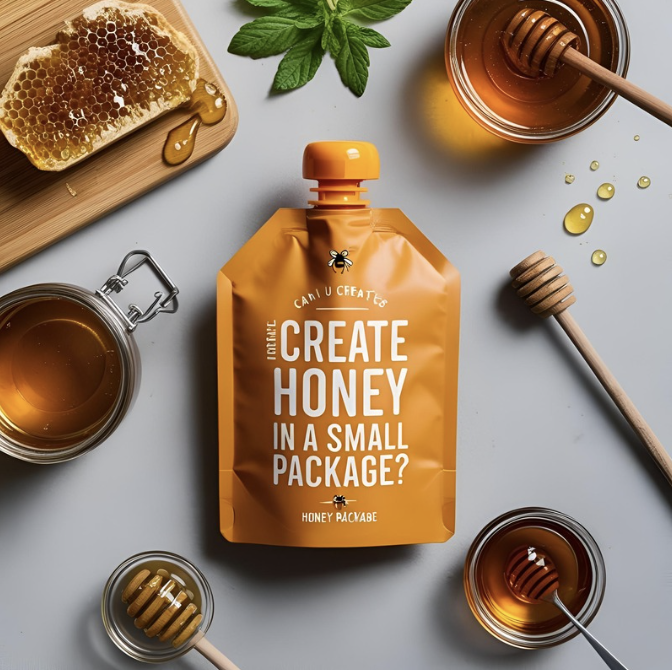 CAN I U CREATES
CREATE
HONEY
IN A SMALL
PACKAGE?
HONEY PACKABE